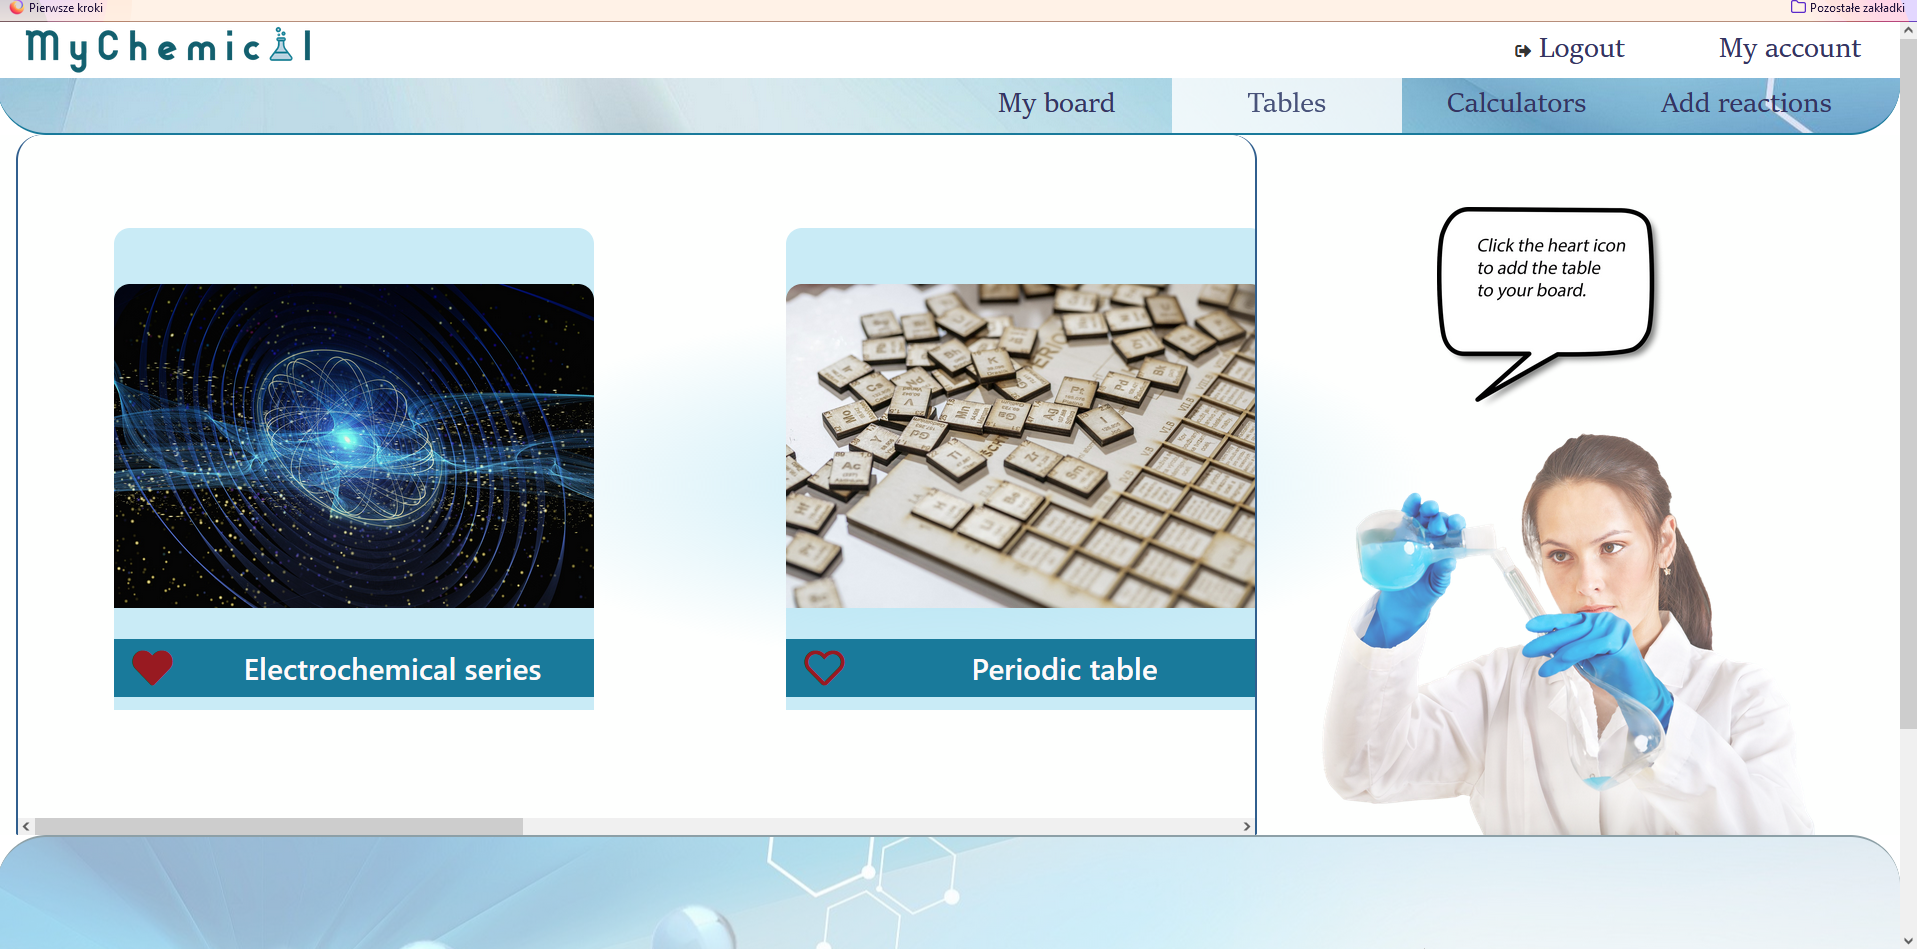 Pierwsze kroki
Pozostałe zakładki
MyChemical
Logout
My account
My board
Tables
Calculators
Add reactions
Click the heart icon
to add the table
to your board.
Electrochemical series
Periodic table